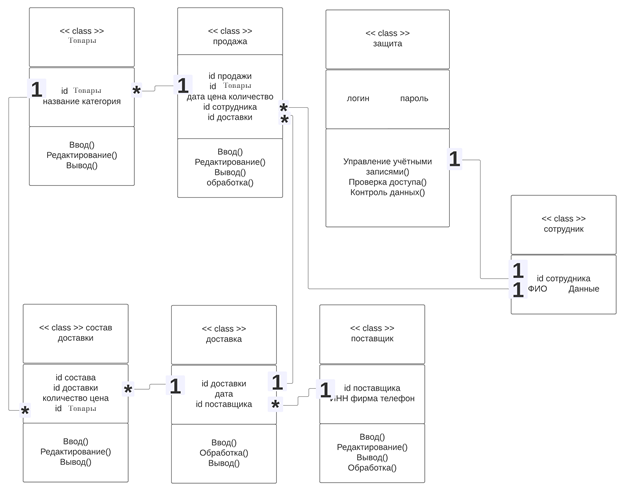 << class >>
Товары
id Товары
название категория
Ввод()
Редактирование()
Вывод()
1
*
<< class >>
продажа
id продажи
id Товары
дата цена количество
id сотрудника
id доставки
Ввод()
Редактирование()
Вывод()
обработка()
1
*
*
<< class >>
защита
логин пароль
Управление учётными
записями()
Проверка доступа()
Контроль данных()
1
<< class >>
сотрудник
id сотрудника
ФИО Данные
1
1
<< class >> состав
доставки
id состава
id доставки
количество цена
id Товары
Ввод()
Редактирование()
Вывод()
*
*
<< class >>
доставка
id доставки
дата
id поставщика
Ввод()
Обработка()
Вывод()
1
1
*
<< class >>
поставщик
id поставщика
ИНН фирма телефон
Ввод()
Редактирование()
Вывод()
Обработка()
1